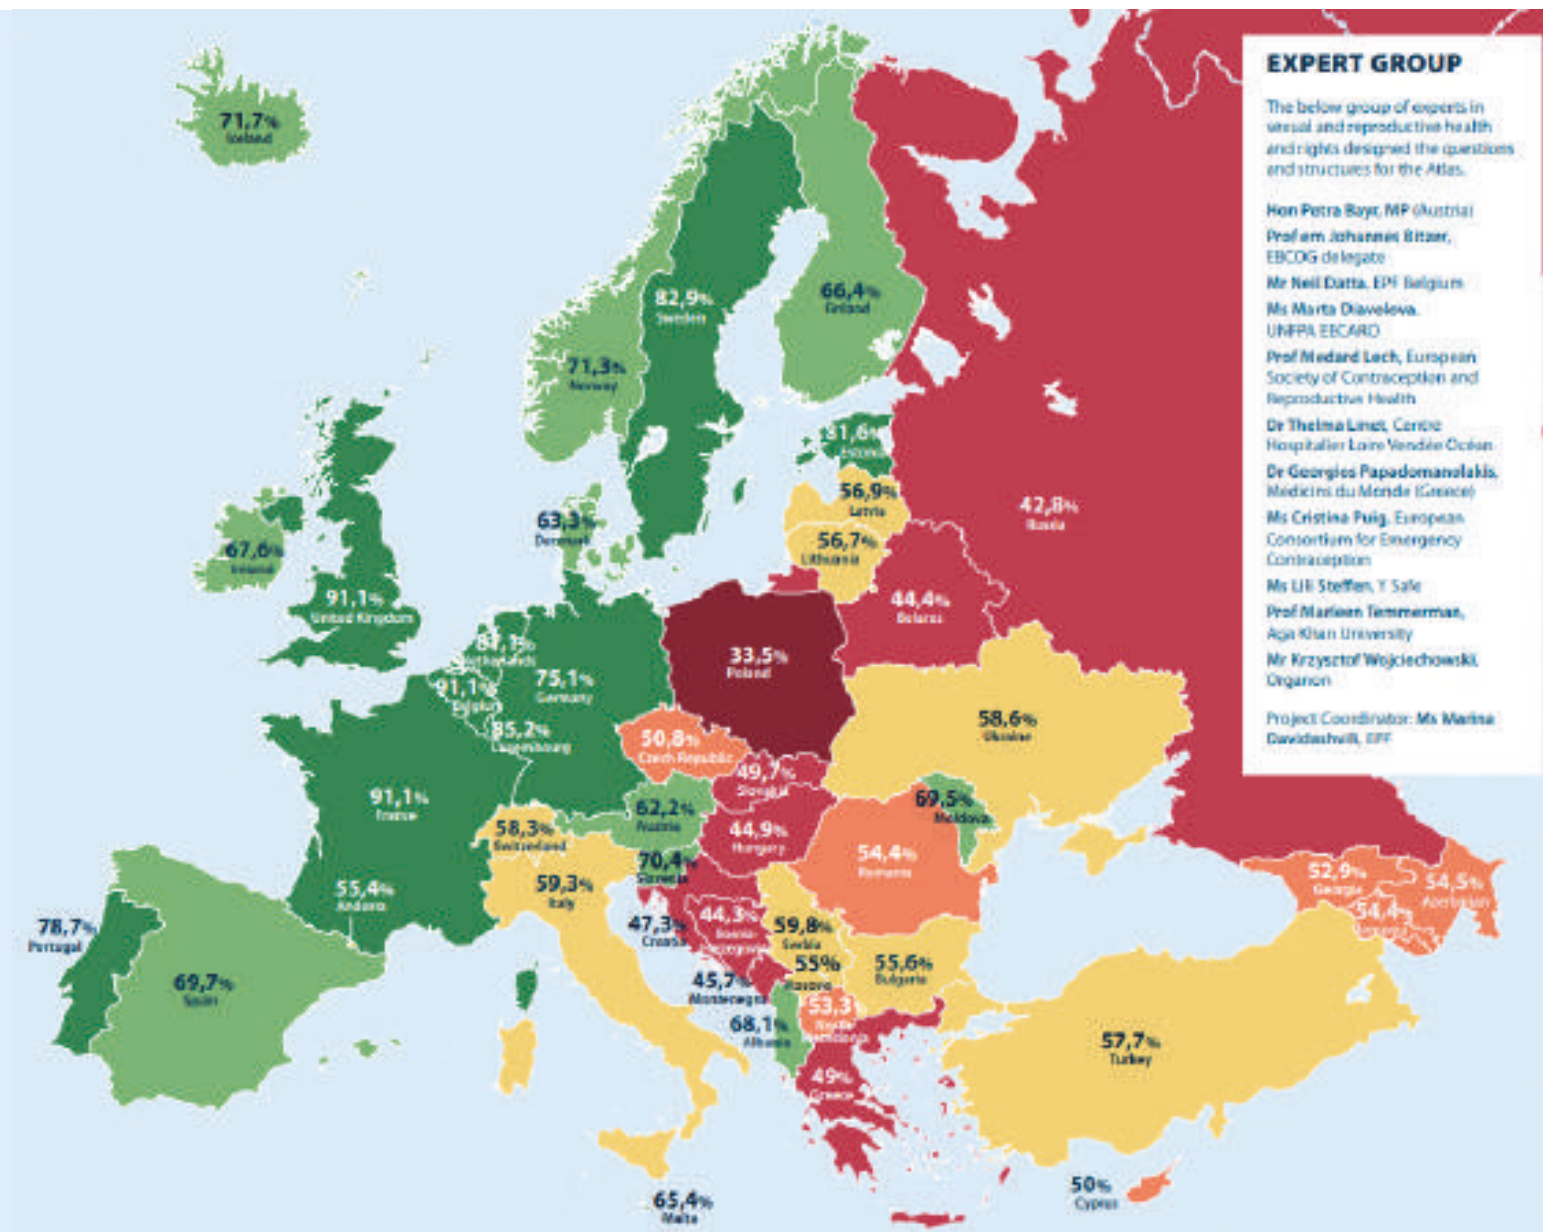 71,7%
Iceland
82,9%
Sweden
66,4%
Finland
71,3%
Norway
Estonia
56,9%
Latvia
63,3%
Denmark
56,7%
Lithuania
42,8%
Russia
67,6%
Ireland
91,1%
United Kingdom
44,4%
Belarus
33,5%
Poland
Netherlands
75,1%
Germany
91,1%
Belgium
58,6%
Ukraine
Luxembourg
50,8%
Czech Republic
49,7%
Slovakia
91,1%
France
62,2%
Austria
69,5%
Moldova
58,3%
Switzerland
44,9%
Hungary
54,4%
Romania
70,4%
Slovenia
55,4%
Andorra
59,3%
Italy
52,9%
Georgia
54,5%
Azerbaijan
54,4%
Armenia
78,7%
Portugal
47,3%
Croatia
44,3%
Bosnia
Herzegovina
59,8%
Serbia
55%
Kosovo
55,6%
Bulgaria
69,7%
Spain
45,7%
Montenegro
53,3
North
Macedonia
68,1%
Albania
57,7%
Turkey
49%
Greece
65,4%
Malta
50%
Cyprus
EXPERT GROUP
The below group of experts in
sexual and reproductive health
and rights designed the questions
and structures for the Atlas.
Hon Petra Bayr, MP (Austria)
Prof em Johannes Bitzer,
EBCOG delegate
Mr Neil Datta, EPF Belgium
Ms Marta Diavolova,
UNFPA EECARO
Prof Medard Lech, European
Society of Contraception and
Reproductive Health
Dr Thelma Linet, Centre
Hospitalier Loire Vendée Océan
Dr Georgios Papadomanolakis,
Médicins du Monde (Greece)
Ms Cristina Puig, European
Consortium for Emergency
Contraception
Ms Lili Steffen, Y Safe
Prof Marleen Temmerman,
Aga Khan University
Mr Krzysztof Wojciechowski,
Organon
Project Coordinator: Ms Marina
Davidashvili, EPF